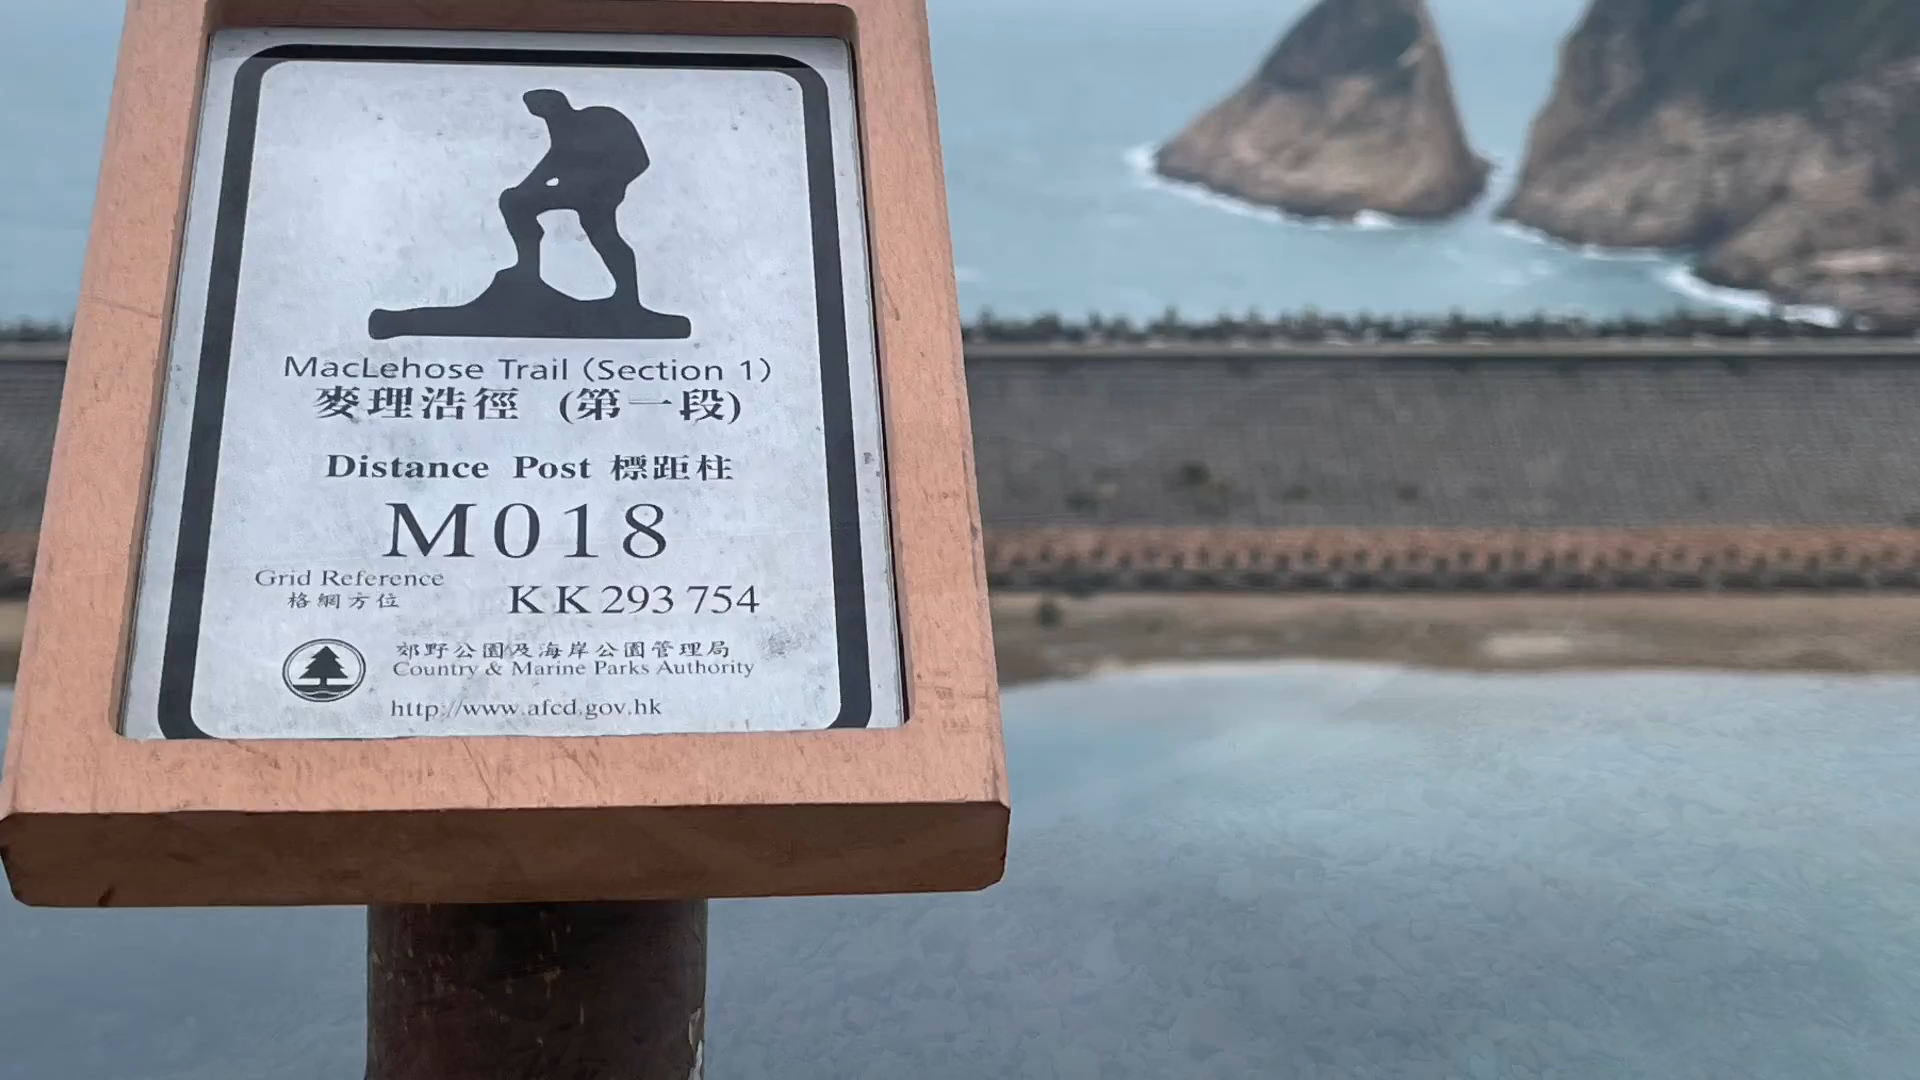 MacLehose Trail (Section 1)
麥理浩徑 (第一段)
Distance Post 標距柱
M018
Grid Reference
格網方位
KK293 754
郊野公園及海岸公園管理局
Country & Marine Parks Authority
http://www.afcd.gov.hk